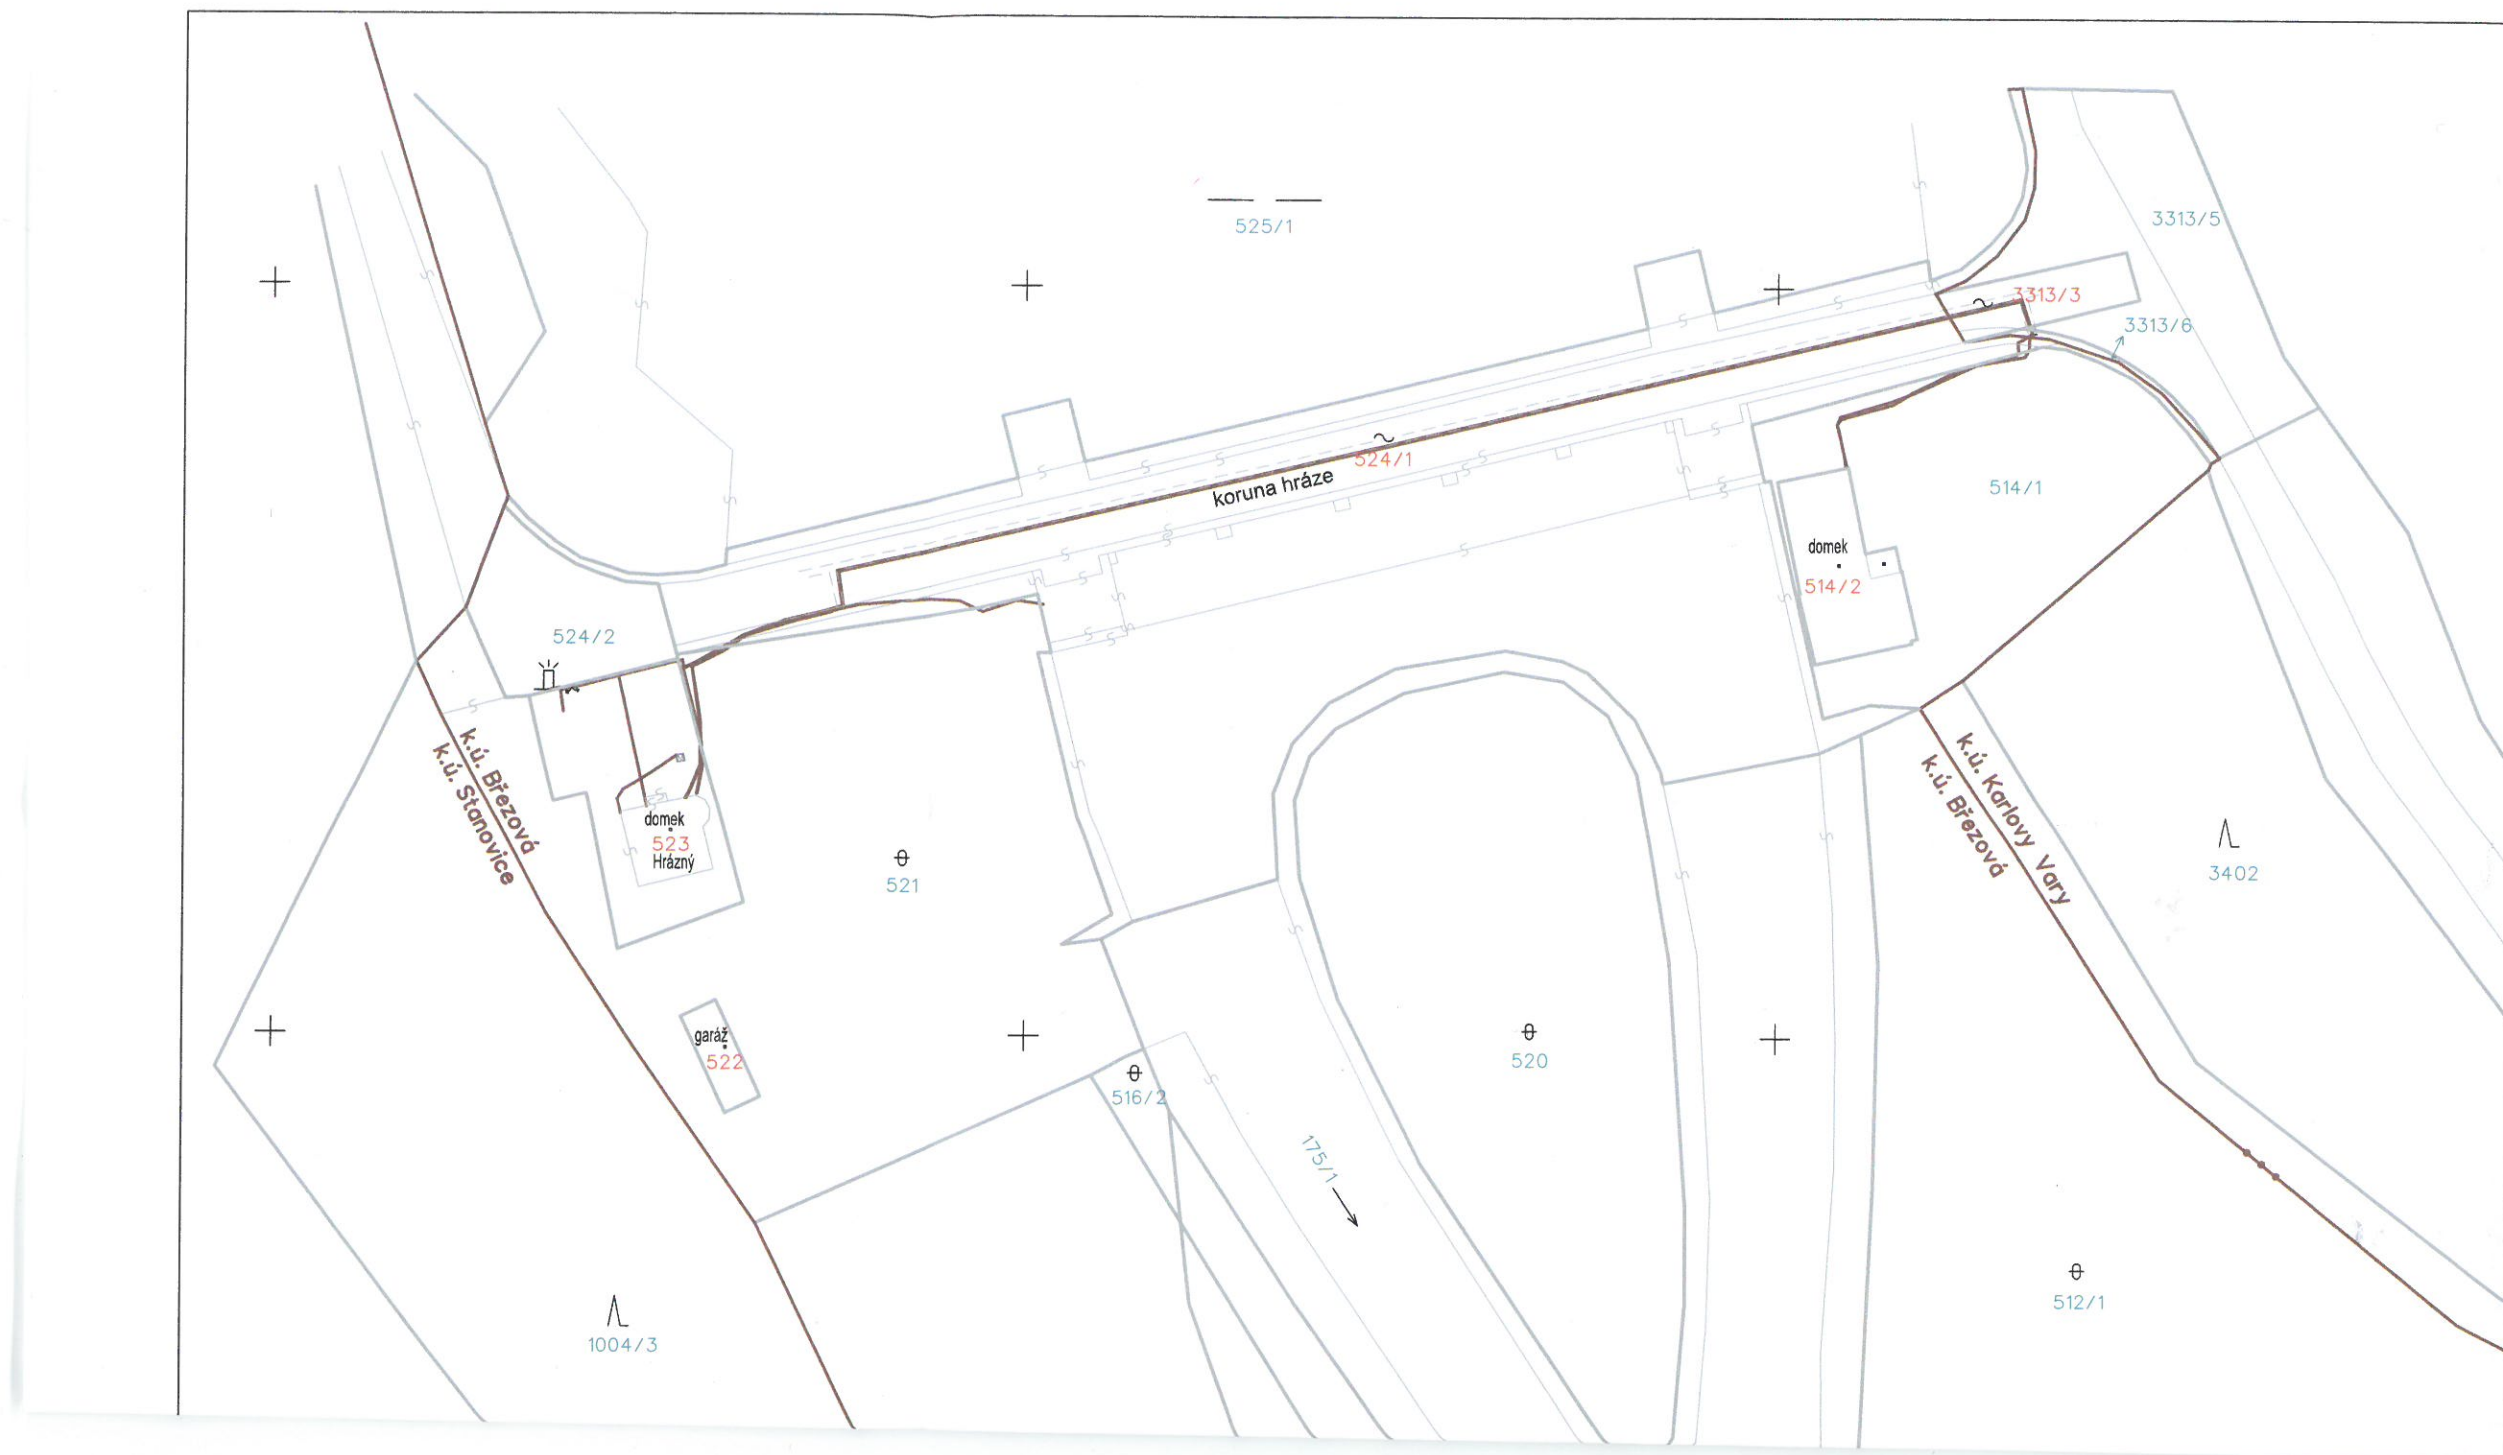 525/1
3313/5
3313/3
3313/6
524/1
koruna hráze
514/1
domek
514/2
524/2
k.ú. Březová
k.ú. Stanovice
k.ú. Karlovy Vary
k.ú. Březová
domek
523
Hrázný
521
3402
garáž
522
520
516/2
175/1
512/1
1004/3